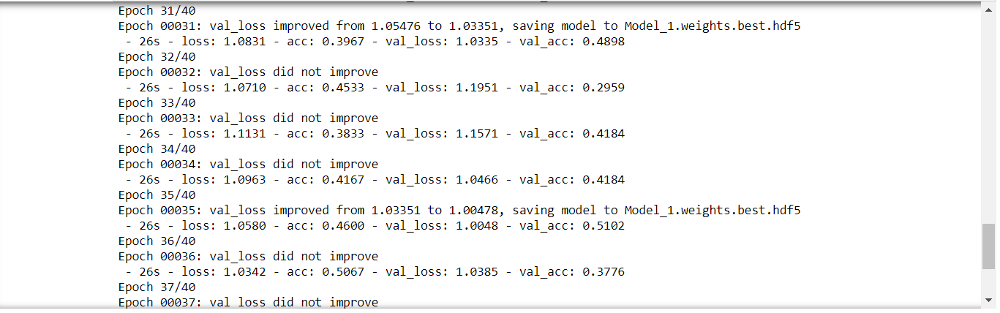 Epoch 31/40
Epoch 00031: val_loss improved from 1.05476 to 1.03351, saving model to Model_1.weights.best.hdf5
- 26s - loss: 1.0831 - acc: 0.3967 - val_loss: 1.0335 - val_acc: 0.4898
Epoch 32/40
Epoch 00032: val_loss did not improve
- 26s - loss: 1.0710 - acc: 0.4533 - val_loss: 1.1951 - val_acc: 0.2959
Epoch 33/40
Epoch 00033: val_loss did not improve
- 26s - loss: 1.1131 - acc: 0.3833 - val_loss: 1.1571 - val_acc: 0.4184
Epoch 34/40
Epoch 00034: val_loss did not improve
- 26s - loss: 1.0963 - acc: 0.4167 - val_loss: 1.0466 - val_acc: 0.4184
Epoch 35/40
Epoch 00035: val_loss improved from 1.03351 to 1.00478, saving model to Model_1.weights.best.hdf5
- 26s - loss: 1.0580 - acc: 0.4600 - val_loss: 1.0048 - val_acc: 0.5102
Epoch 36/40
Epoch 00036: val_loss did not improve
- 26s - loss: 1.0342 - acc: 0.5067 - val_loss: 1.0385 - val_acc: 0.3776
Epoch 37/40
Epoch 00037: val_loss did not improve